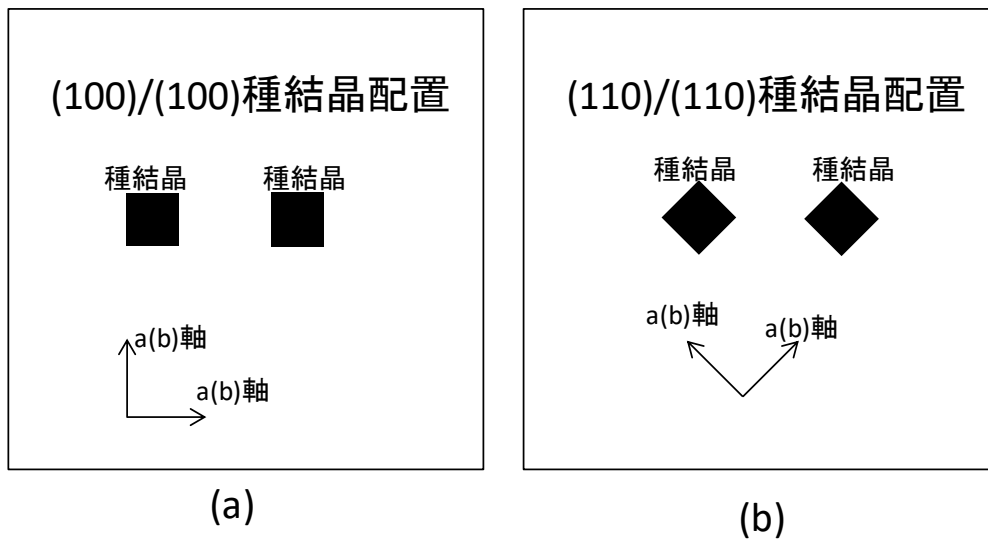 (100)/(100)種結晶配置
種結晶 種結晶
a(b)軸
a(b)軸
(a)
(110)/(110)種結晶配置
種結晶 種結晶
a(b)軸 a(b)軸
(b)